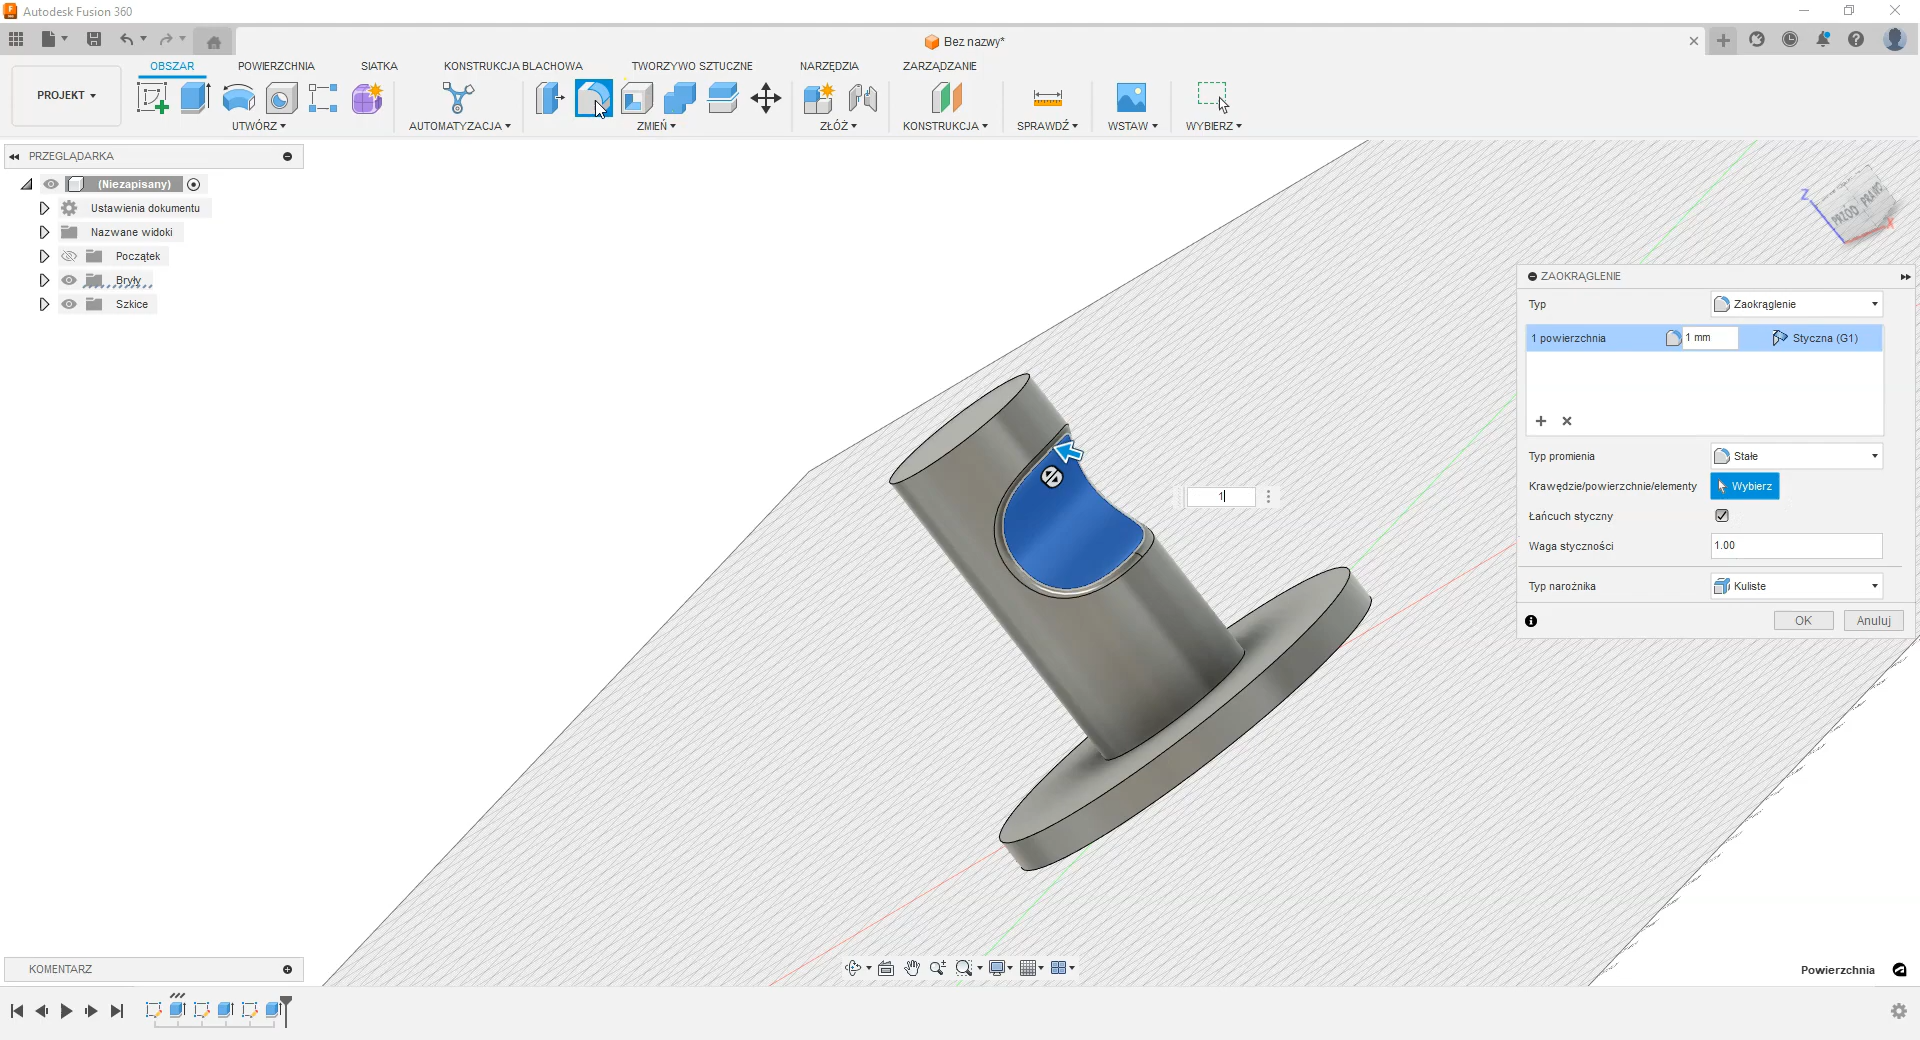 Autodesk Fusion 360
Bez nazwy*
PROJEKT
OBSZAR
POWIERZCHNIA
SIATKA
KONSTRUKCJA BLACHOWA
TWORZYWO SZTUCZNE
NARZĘDZIA
ZARZĄDZANIE
UTWÓRZ
AUTOMATYZACJA
ZMIEŃ
ZŁÓŻ
KONSTRUKCJA
SPRAWDŹ
WSTAW
WYBIERZ
PRZEGLĄDARKA
(Niezapisany)
Ustawienia dokumentu
Nazwane widoki
Początek
Bryły
Szkice
Z
PRZÓD
PRAWO
X
ZAOKRĄGLENIE
Typ
Zaokrąglenie
1 powierzchnia
1 mm
Styczna (G1)
Typ promienia
Stałe
Krawędzie/powierzchnie/elementy
Wybierz
Łańcuch styczny
Waga styczności
1.00
Typ narożnika
Kuliste
OK
Anuluj
1
KOMENTARZ
Powierzchnia